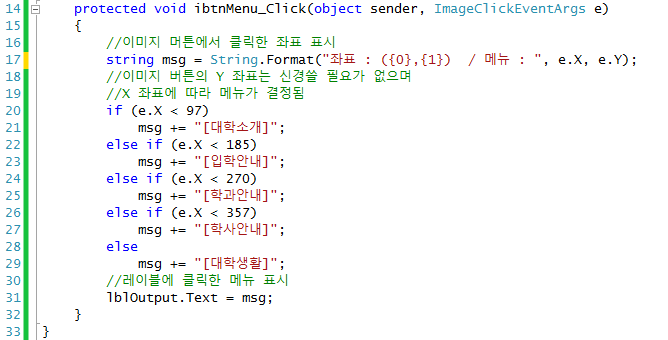 14 protected void ibtnMenu_Click(object sender, ImageClickEventArgs e)
15 {
16 //이미지 머튼에서 클릭한 좌표 표시
17 string msg = String.Format("좌표 : ({0},{1})  / 메뉴 : ", e.X, e.Y);
18 //이미지 버튼의 Y 좌표는 신경쓸 필요가 없으며
19 //X 좌표에 따라 메뉴가 결정됨
20 if (e.X < 97)
21 msg += "[대학소개]";
22 else if (e.X < 185)
23 msg += "[입학안내]";
24 else if (e.X < 270)
25 msg += "[학과안내]";
26 else if (e.X < 357)
27 msg += "[학사안내]";
28 else
29 msg += "[대학생활]";
30 //레이블에 클릭한 메뉴 표시
31 lblOutput.Text = msg;
32 }
33 }